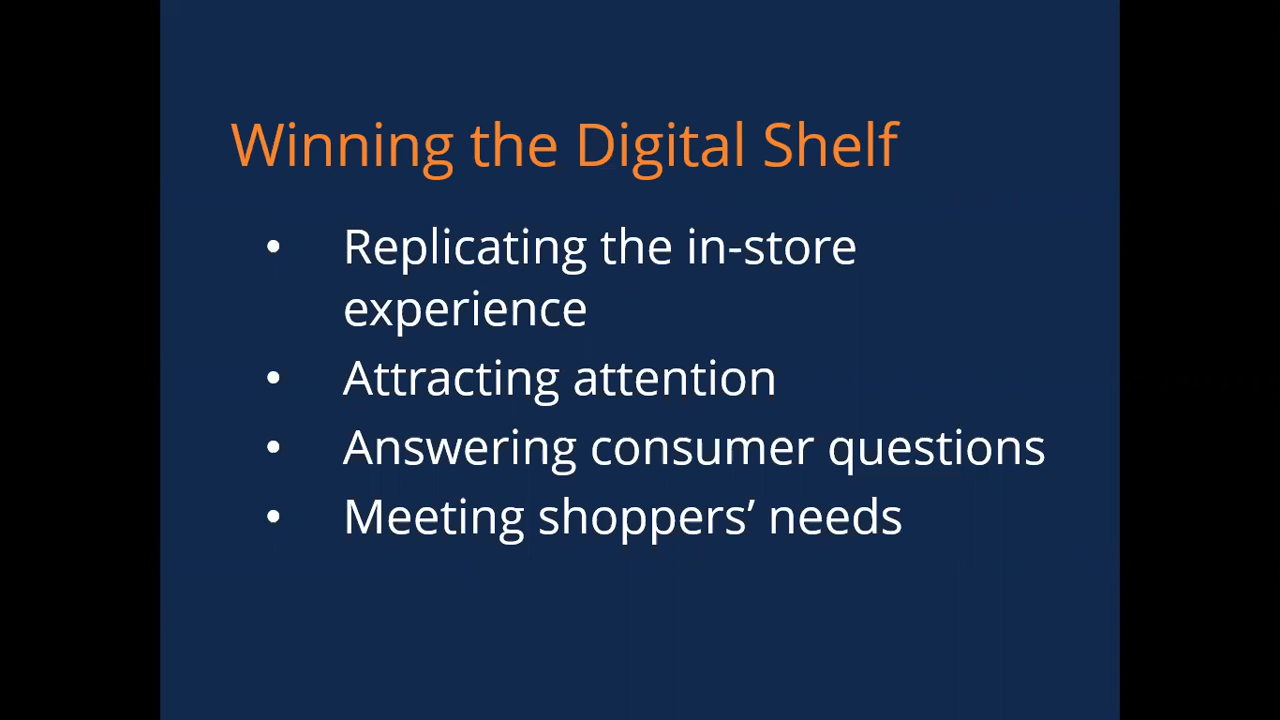 Winning the Digital Shelf
• Replicating the in-store
experience
• Attracting attention
• Answering consumer questions
• Meeting shoppers’ needs